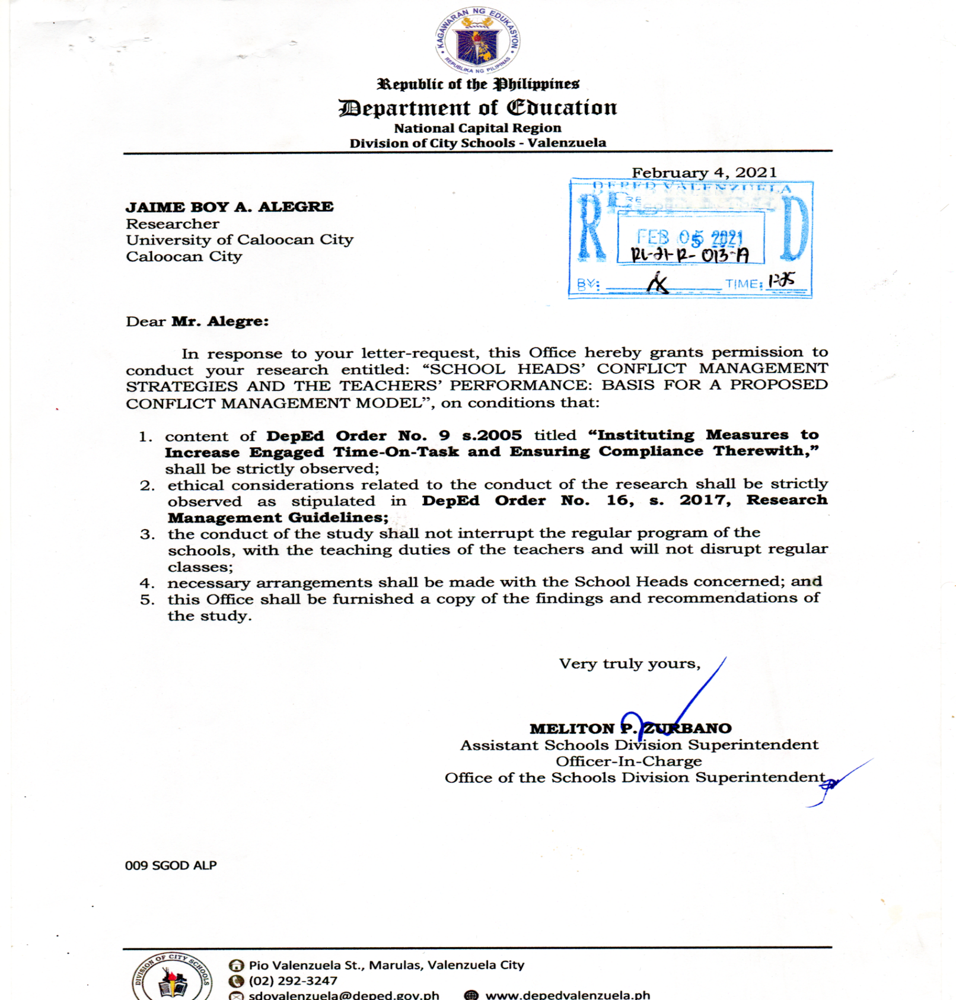 KAGAWARAN NG EDUKASYON
REPUBLIKA NG PILIPINAS
Republic of the Philippines
Department of Education
National Capital Region
Division of City Schools - Valenzuela
February 4, 2021
DEPED VALENZUELA
JAIME BOY A. ALEGRE
Researcher
University of Caloocan City
Caloocan City
FEB 05 2021
BY: TIME:
Dear Mr. Alegre:
In response to your letter-request, this Office hereby grants permission to
conduct your research entitled: “SCHOOL HEADS’ CONFLICT MANAGEMENT
STRATEGIES AND THE TEACHERS’ PERFORMANCE: BASIS FOR A PROPOSED
CONFLICT MANAGEMENT MODEL”, on conditions that:
1. content of DepEd Order No. 9 s.2005 titled “Instituting Measures to
Increase Engaged Time-On-Task and Ensuring Compliance Therewith,”
shall be strictly observed;
2. ethical considerations related to the conduct of the research shall be strictly
observed as stipulated in DepEd Order No. 16, s. 2017, Research
Management Guidelines;
3. the conduct of the study shall not interrupt the regular program of the
schools, with the teaching duties of the teachers and will not disrupt regular
classes;
4. necessary arrangements shall be made with the School Heads concerned; and
5. this Office shall be furnished a copy of the findings and recommendations of
the study.
Very truly yours,
MELITON P. ZURBANO
Assistant Schools Division Superintendent
Officer-In-Charge
Office of the Schools Division Superintendent
009 SGOD ALP
DIVISION OF CITY SCHOOLS
Pio Valenzuela St., Marulas, Valenzuela City
(02) 292-3247
sdovalenzuela@deped.gov.ph www.depedvalenzuela.ph